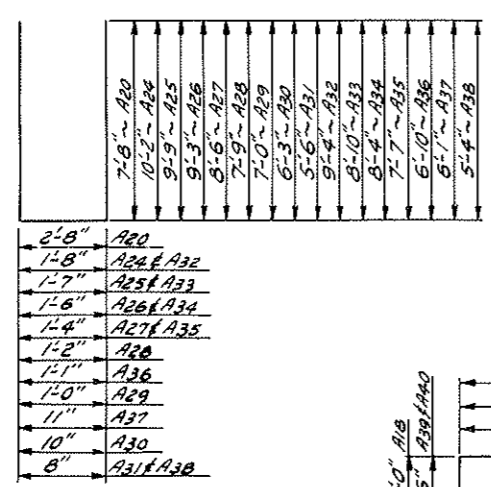 7'-8" ~ A20
10'-2" ~ A24
9'-9" ~ A25
9'-3" ~ A26
8'-6" ~ A27
7'-9" ~ A28
7'-0" ~ A29
6'-3" ~ A30
5'-6" ~ A31
9'-4" ~ A32
8'-10" ~ A33
8'-4" ~ A34
7'-7" ~ A35
6'-10" ~ A36
6'-1" ~ A37
5'-4" ~ A38
2'-8" A20
1'-8" A24 & A32
1'-7" A25 & A33
1'-6" A26 & A34
1'-4" A27 & A35
1'-2" A28
1'-1" A36
1'-0" A29
11" A37
10" A30
8" A31 & A38
A18
A39 & A40